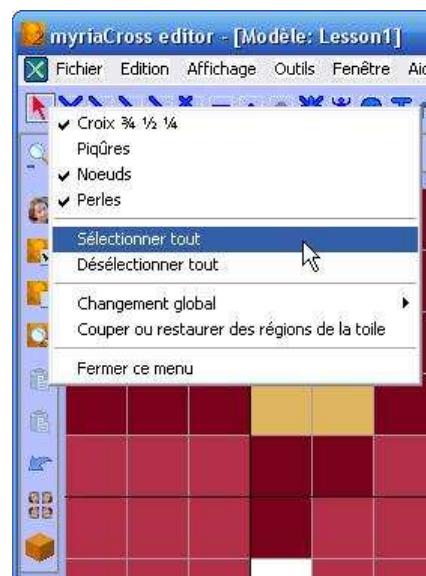 myriaCross editor - [Modèle: Lesson1]
Fichier Edition Affichage Outils Fenêtre
Croix ¾ ½ ¼
Piqûres
Noeuds
Perles
Sélectionner tout
Désélectionner tout
Changement global
Couper ou restaurer des régions de la toile
Fermer ce menu